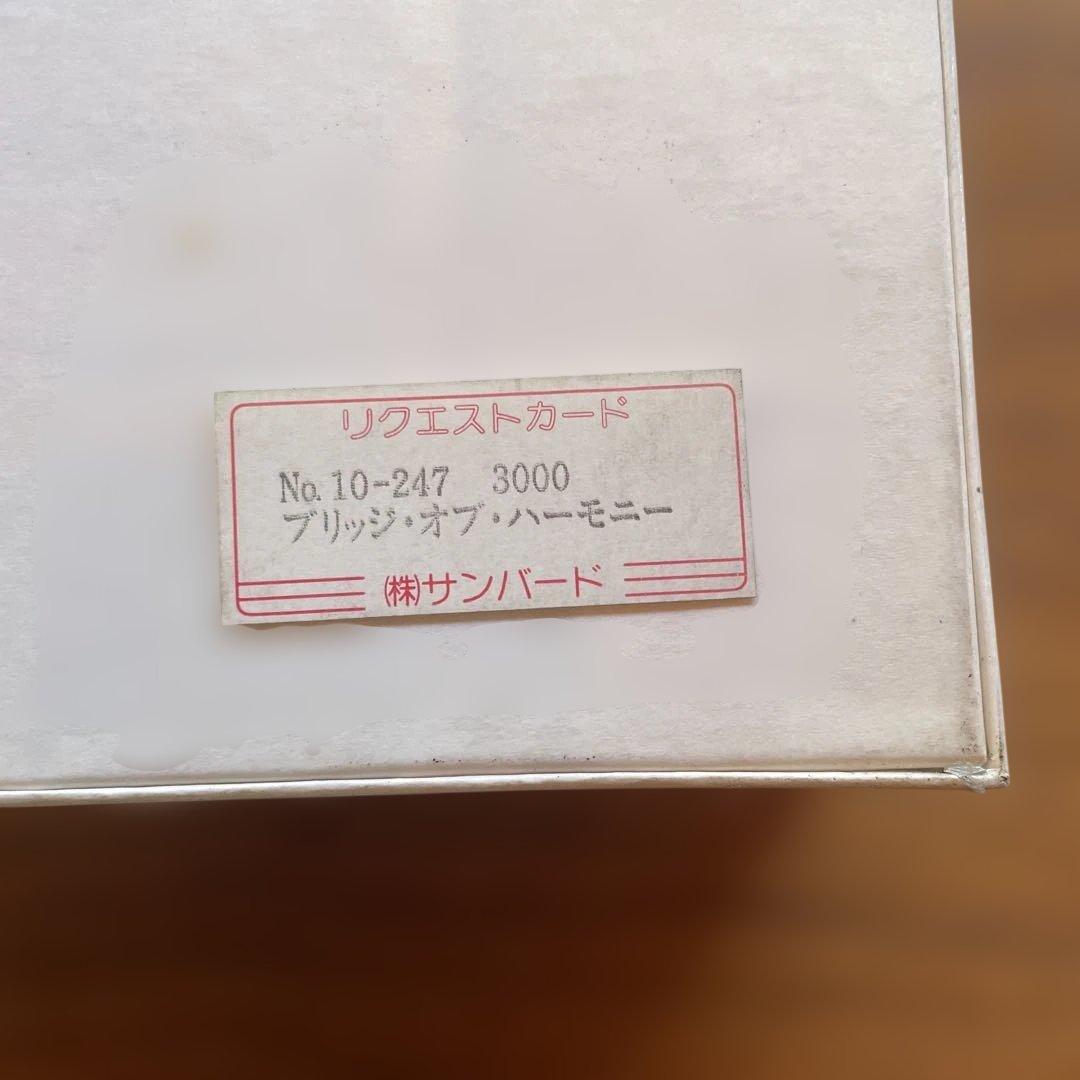 リクエストカード
No.10-247 3000
ブリッジ・オブ・ハーモニー
㈱サンバード